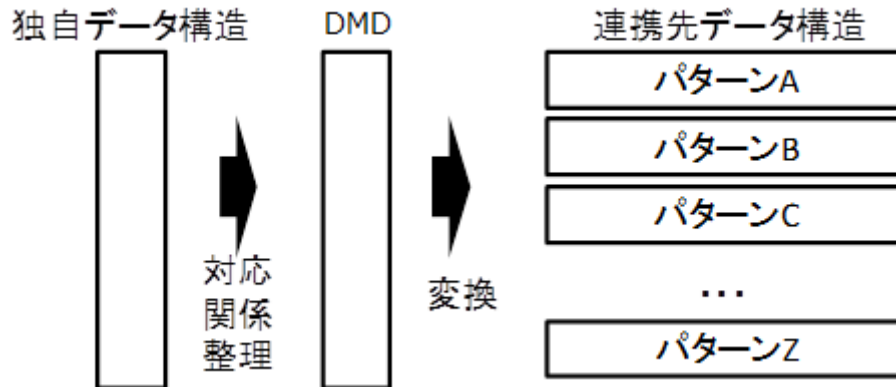 独自データ構造
DMD
連携先データ構造
パターンA
パターンB
パターンC
…
パターンZ
対応
関係
整理
変換